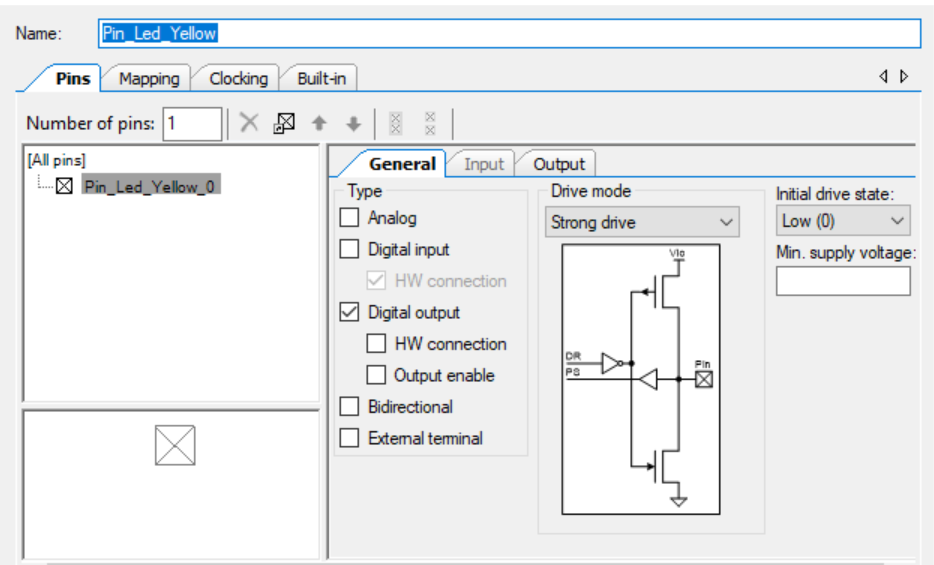 Name: Pin_Led_Yellow
Pins Mapping Clocking Built-in
Number of pins: 1
[All pins]
Pin_Led_Yellow_0
General Input Output
Type
Analog
Digital input
HW connection
Digital output
HW connection
Output enable
Bidirectional
External terminal
Drive mode
Strong drive
Vio
DR
PS
Pin
Initial drive state:
Low (0)
Min. supply voltage: